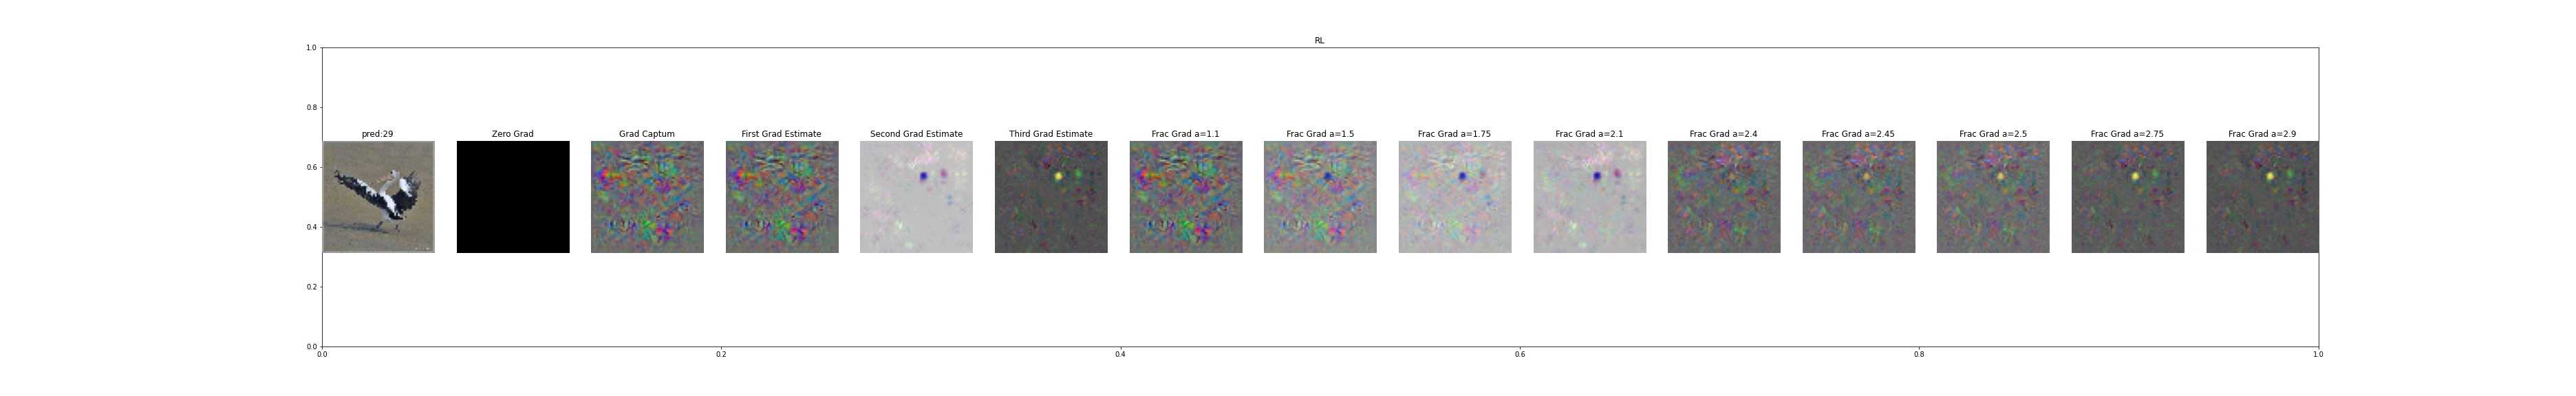 RL
1.0
0.8
pred:29 Zero Grad Grad Captum First Grad Estimate Second Grad Estimate Third Grad Estimate Frac Grad a=1.1 Frac Grad a=1.5 Frac Grad a=1.75 Frac Grad a=2.1 Frac Grad a=2.4 Frac Grad a=2.45 Frac Grad a=2.5 Frac Grad a=2.75 Frac Grad a=2.9
0.6
0.4
0.2
0.0
0.0 0.2 0.4 0.6 0.8 1.0